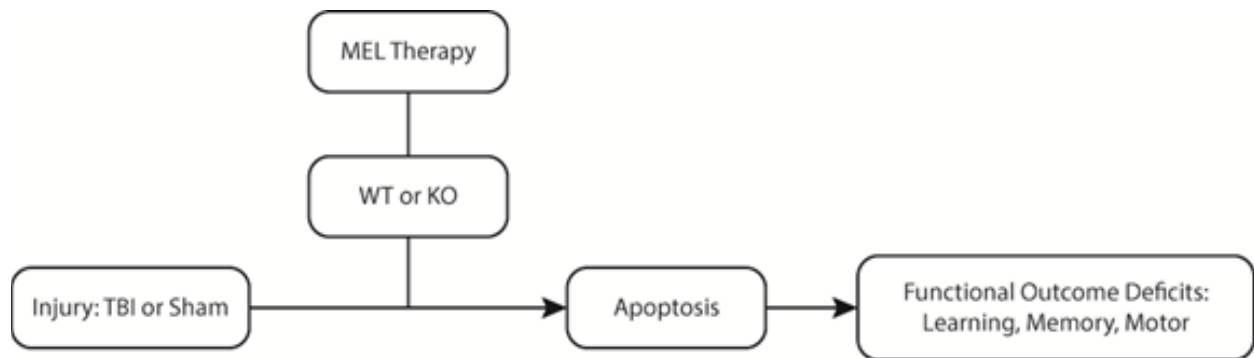 MEL Therapy
WT or KO
Injury: TBI or Sham
Apoptosis
Functional Outcome Deficits:
Learning, Memory, Motor